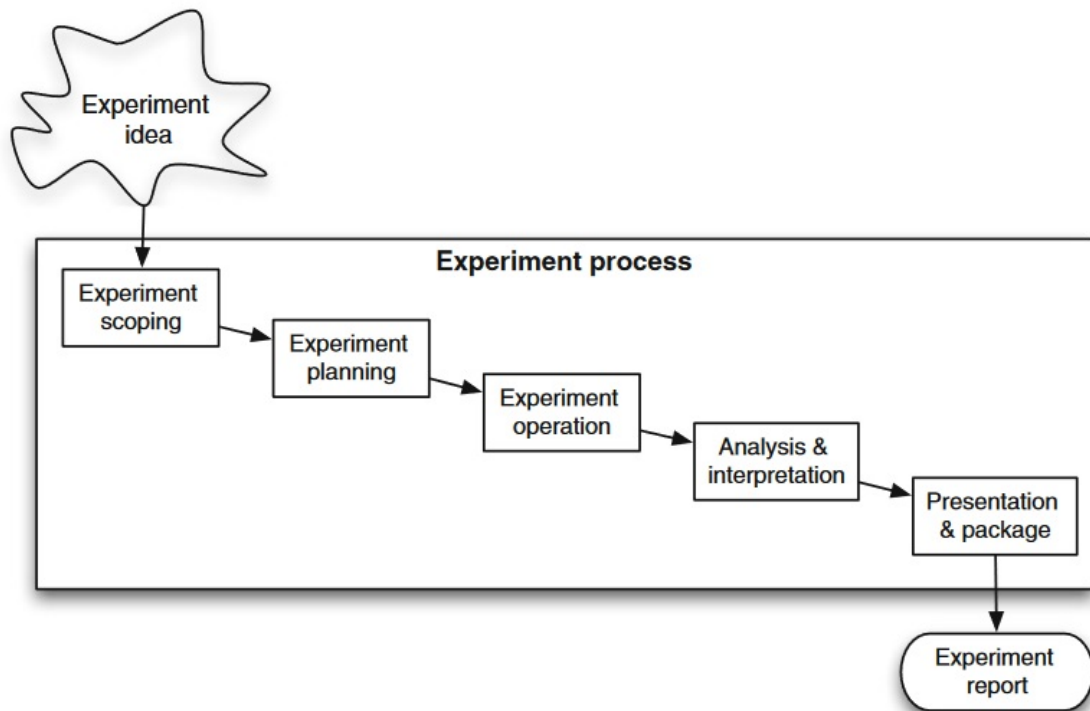 Experiment
idea
Experiment process
Experiment
scoping
Experiment
planning
Experiment
operation
Analysis &
interpretation
Presentation
& package
Experiment
report